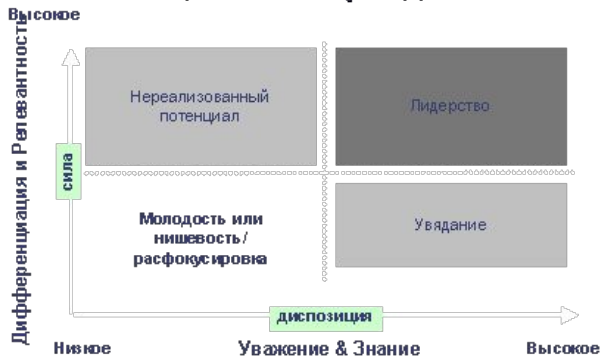 Высокое
Дифференциация и Релевантность
сила
Нереализованный
потенциал
Лидерство
Молодость или
нишевость/
расфокусировка
Увядание
диспозиция
Низкое
Уважение & Знание
Высокое